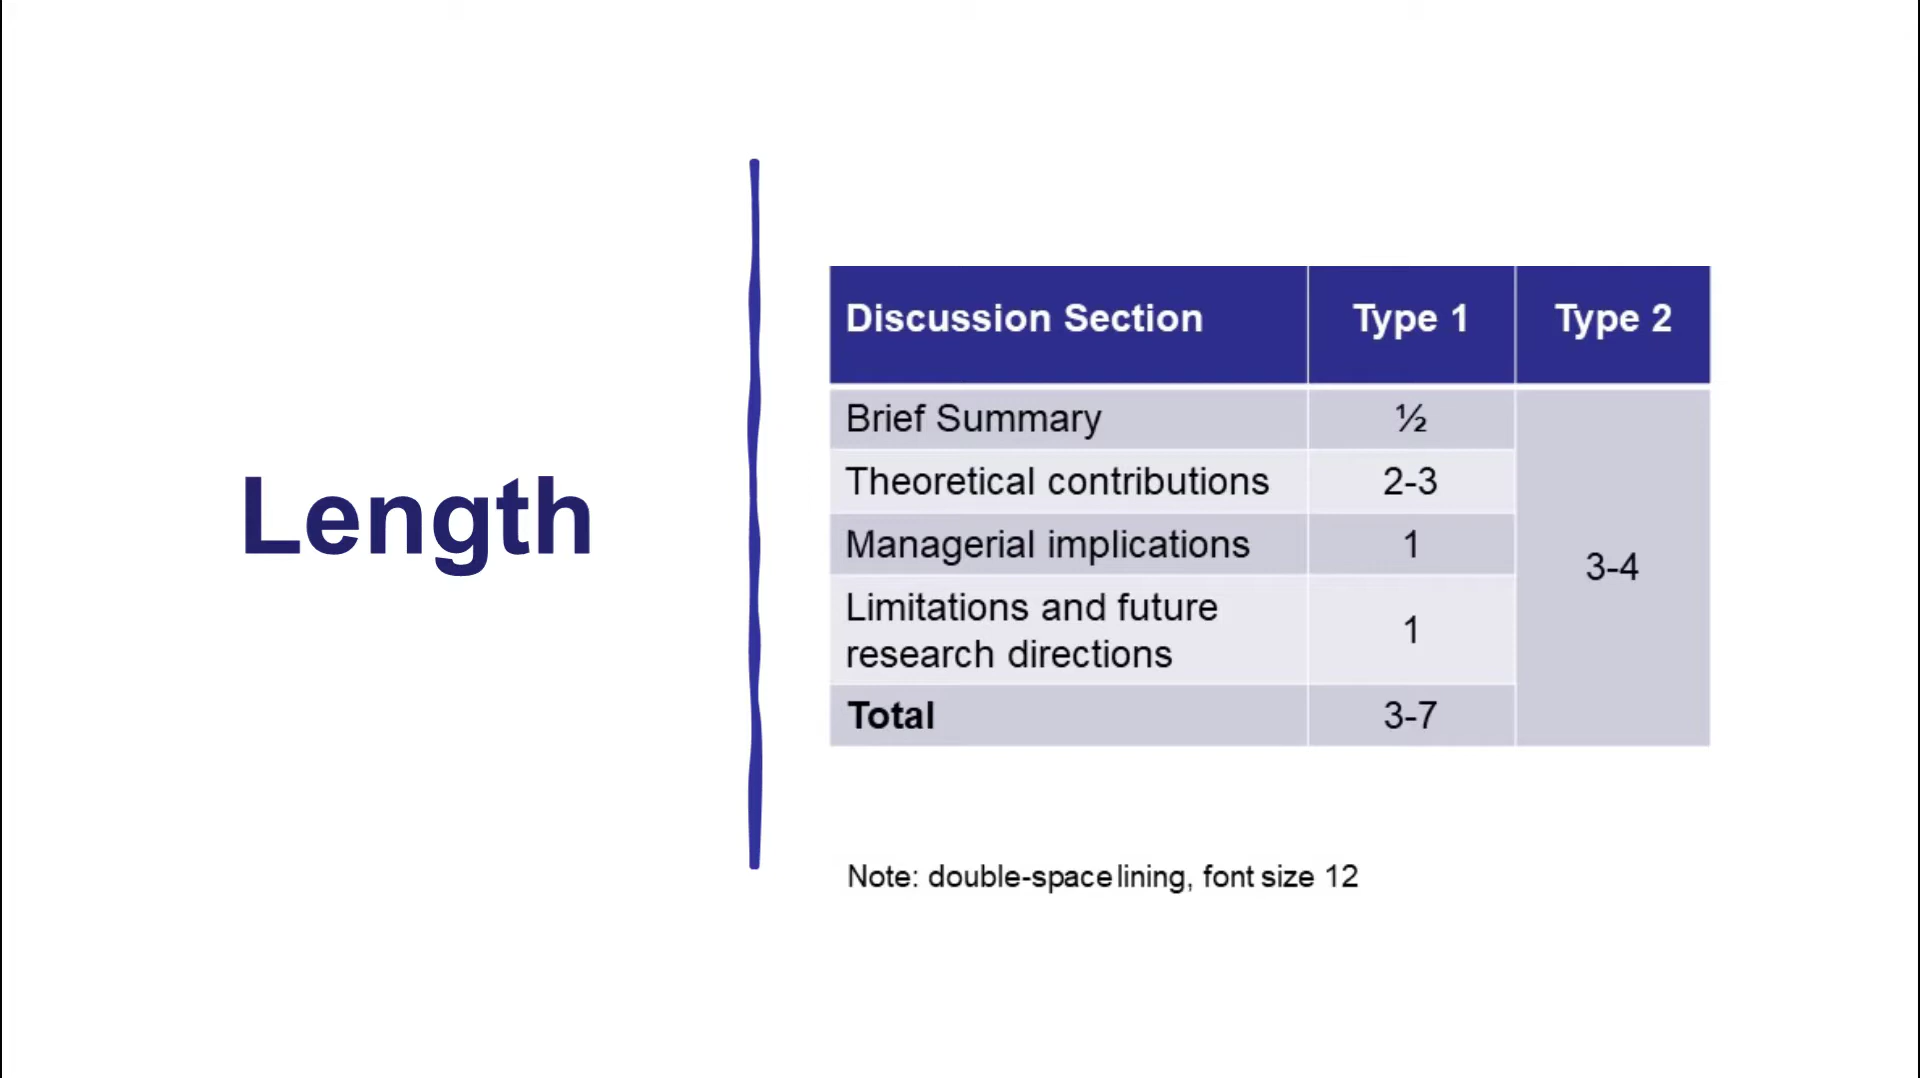 Length
Discussion Section Type 1 Type 2
Brief Summary ½
Theoretical contributions 2-3
Managerial implications 1
3-4
Limitations and future
research directions 1
Total 3-7
Note: double-space lining, font size 12